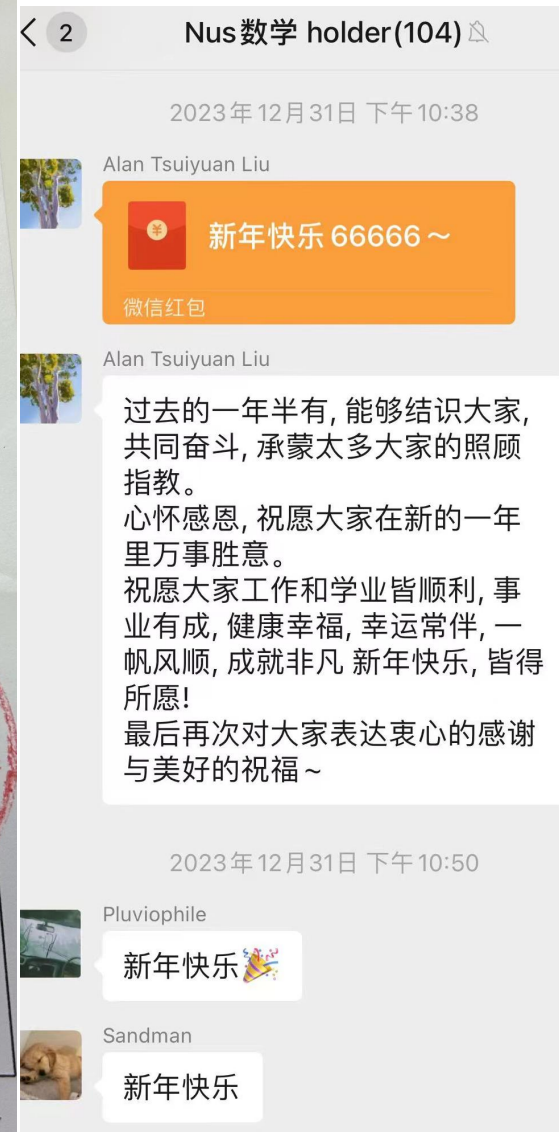 2
Nus数学 holder(104)
2023年12月31日 下午10:38
Alan Tsuiyuan Liu
新年快乐 66666～
微信红包
Alan Tsuiyuan Liu
过去的一年半有, 能够结识大家,
共同奋斗, 承蒙太多大家的照顾
指教。
心怀感恩, 祝愿大家在新的一年
里万事胜意。
祝愿大家工作和学业皆顺利, 事
业有成, 健康幸福, 幸运常伴, 一
帆风顺, 成就非凡 新年快乐, 皆得
所愿!
最后再次对大家表达衷心的感谢
与美好的祝福~
2023年12月31日 下午10:50
Pluviophile
新年快乐🎉
Sandman
新年快乐